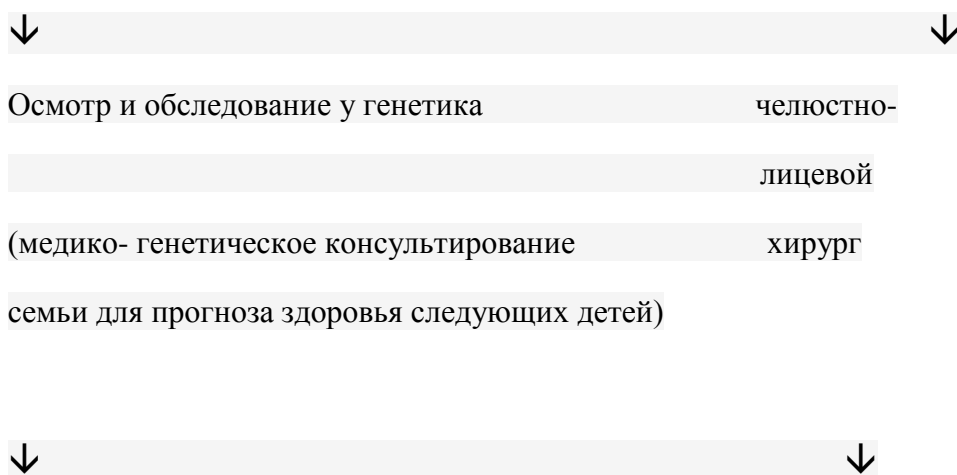 ↓ ↓
Осмотр и обследование у генетика челюстно-
лицевой
(медико- генетическое консультирование хирург
семьи для прогноза здоровья следующих детей)
↓ ↓